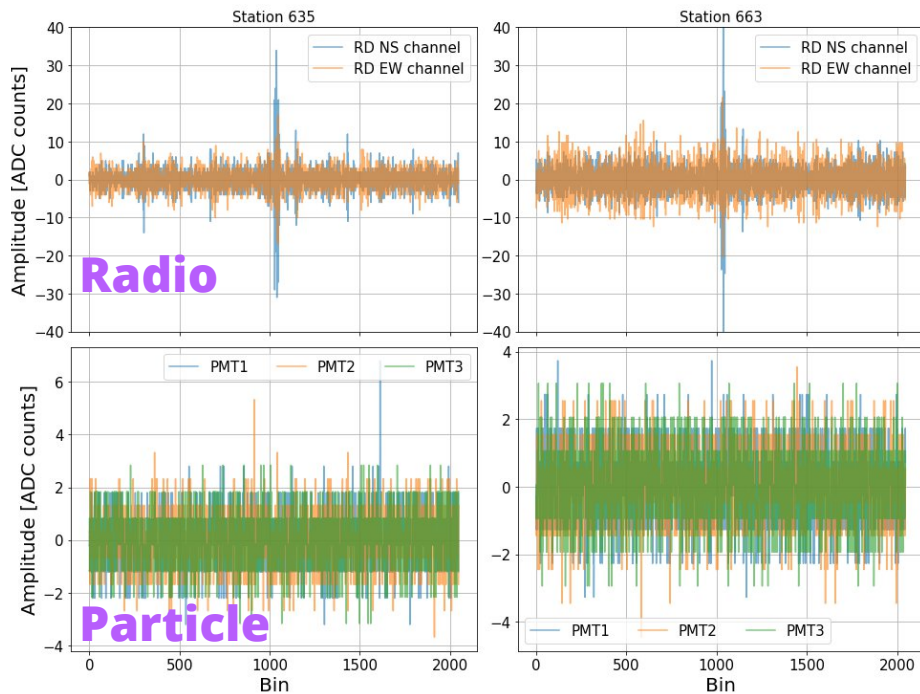 Station 635
Station 663
Amplitude [ADC counts]
40
30
20
10
0
−10
−20
−30
−40
RD NS channel
RD EW channel
Radio
40
30
20
10
0
−10
−20
−30
−40
RD NS channel
RD EW channel
Amplitude [ADC counts]
6
4
2
0
−2
−4
PMT1 PMT2 PMT3
Particle
0 500 1000 1500 2000
Bin
4
2
0
−2
−4
PMT1 PMT2 PMT3
0 500 1000 1500 2000
Bin